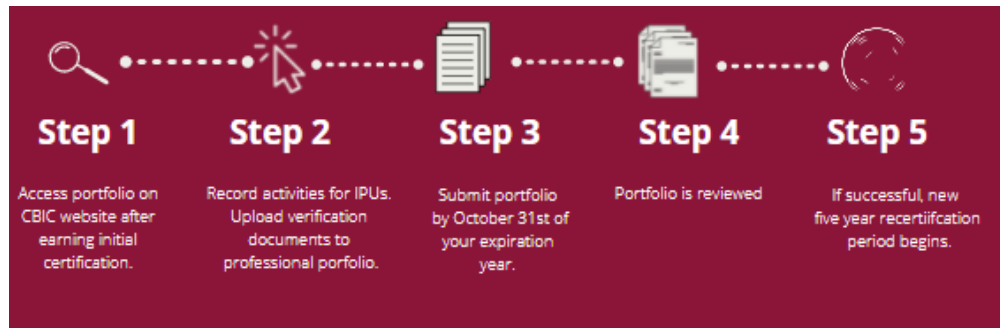 Step 1
Access portfolio on
CBIC website after
earning initial
certification.
Step 2
Record activities for IPUs.
Upload verification
documents to
professional porfolio.
Step 3
Submit portfolio
by October 31st of
your expiration
year.
Step 4
Portfolio is reviewed
Step 5
If successful, new
five year recertiifcation
period begins.